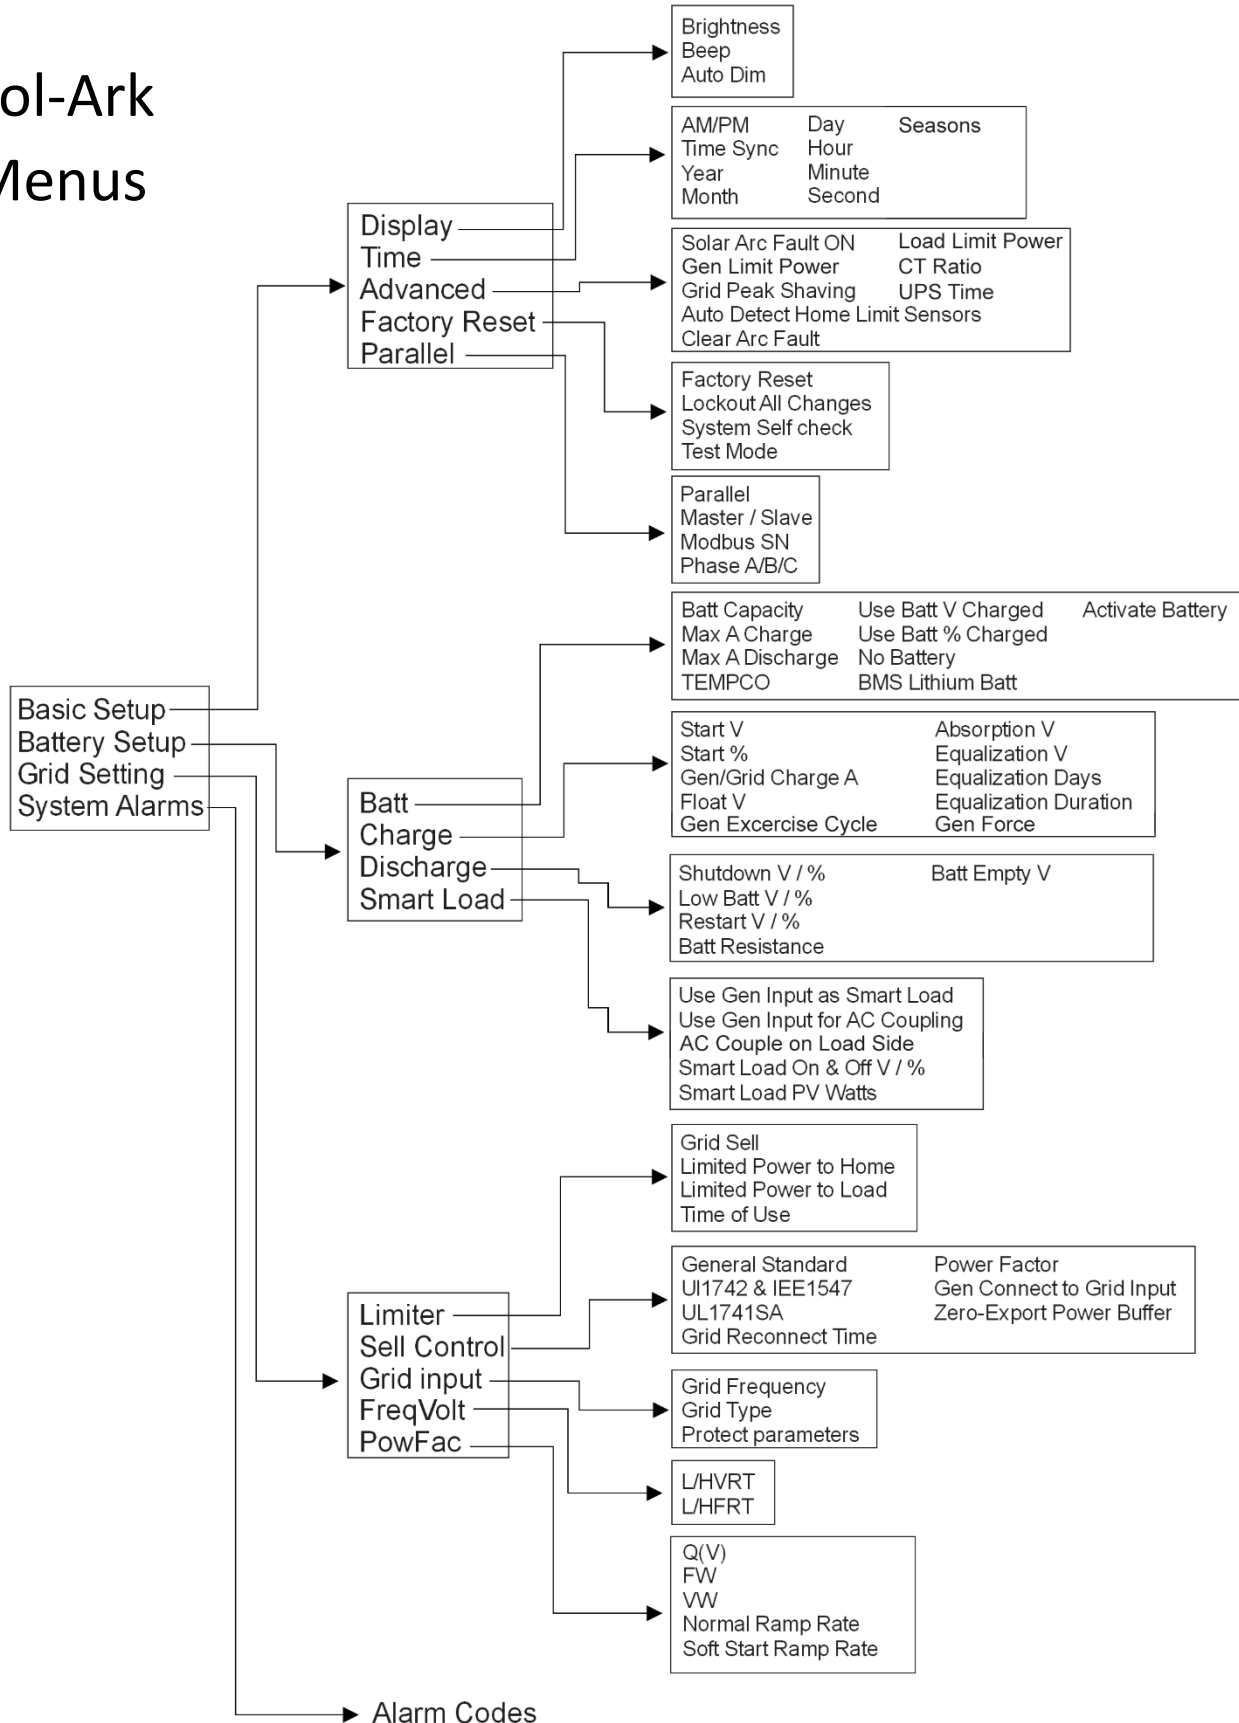 ol-Ark
Menus
Brightness
Beep
Auto Dim
AM/PM Day Seasons
Time Sync Hour
Year Minute
Month Second
Display
Time
Advanced
Factory Reset
Parallel
Solar Arc Fault ON Load Limit Power
Gen Limit Power CT Ratio
Grid Peak Shaving UPS Time
Auto Detect Home Limit Sensors
Clear Arc Fault
Factory Reset
Lockout All Changes
System Self check
Test Mode
Parallel
Master / Slave
Modbus SN
Phase A/B/C
Basic Setup
Battery Setup
Grid Setting
System Alarms
Batt Capacity Use Batt V Charged Activate Battery
Max A Charge Use Batt % Charged
Max A Discharge No Battery
TEMPCO BMS Lithium Batt
Batt
Charge
Discharge
Smart Load
Start V Absorption V
Start % Equalization V
Gen/Grid Charge A Equalization Days
Float V Equalization Duration
Gen Excercise Cycle Gen Force
Shutdown V / % Batt Empty V
Low Batt V / %
Restart V / %
Batt Resistance
Use Gen Input as Smart Load
Use Gen Input for AC Coupling
AC Couple on Load Side
Smart Load On & Off V / %
Smart Load PV Watts
Limiter
Sell Control
Grid input
FreqVolt
PowFac
Grid Sell
Limited Power to Home
Limited Power to Load
Time of Use
General Standard Power Factor
UI1742 & IEE1547 Gen Connect to Grid Input
UL1741SA Zero-Export Power Buffer
Grid Reconnect Time
Grid Frequency
Grid Type
Protect parameters
L/HVRT
L/HFRT
Q(V)
FW
VW
Normal Ramp Rate
Soft Start Ramp Rate
Alarm Codes